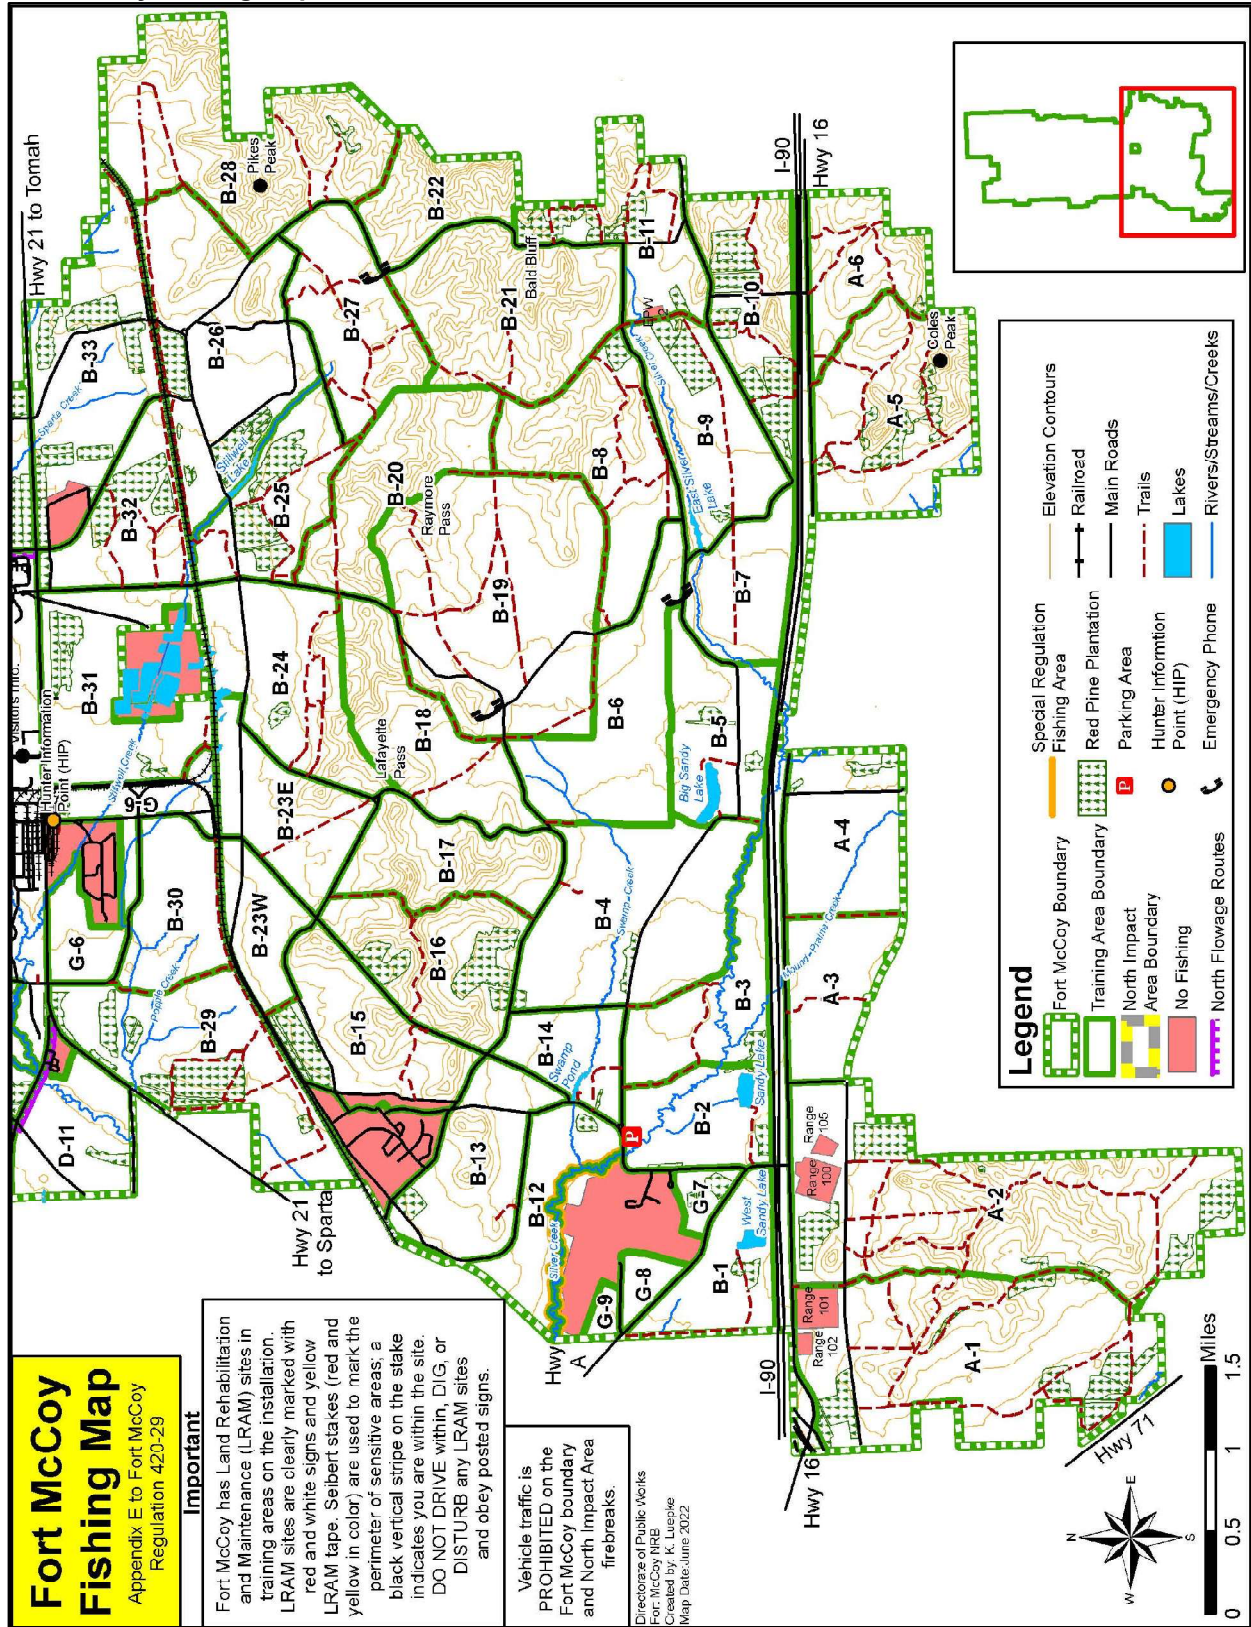 Fort McCoy
Fishing Map
Appendix E to Fort McCoy
Regulation 420-29
Important
Fort McCoy has Land Rehabilitation
and Maintenance (LRAM) sites in
training areas on the installation.
LRAM sites are clearly marked with
red and white signs and yellow
LRAM tape. Seibert stakes (red and
yellow in color) are used to mark the
perimeter of sensitive areas; a
black vertical stripe on the stake
indicates you are within the site.
DO NOT DRIVE within, DIG, or
DISTURB any LRAM sites
and obey posted signs.
Vehicle traffic is
PROHIBITED on the
Fort McCoy boundary
and North Impact Area
firebreaks.
Directorate of Public Works
Fort McCoy NRB
Created by: K. Luepke
Map Date:June 2022
Hwy 21 to Tomah
Hunter Information
Point (HIP)
D-11
G-6
G-16
B-31
B-32
B-33
Sparta Creek
Stillwell Creek
Popple Creek
B-29
B-30
B-28
Pikes
Peak
B-26
Stillwell
Lake
B-25
B-27
B-22
B-24
B-23E
B-23W
Hwy 21
to Sparta
B-15
B-16
B-17
Lafayette
Pass
B-18
B-20
Raymore
Pass
B-19
B-21
Bald Bluff
B-13
B-14
Swamp
Pond
Swamp Creek
B-4
B-6
B-8
B-11
Silver Creek
EPW
2
B-12
Silver Creek
Hwy
A
G-9
G-8
G-7
P
B-1
West
Sandy Lake
B-2
Sandy Lake
B-3
Big Sandy
Lake
B-5
B-7
East Silver
Lake
B-9
B-10
I-90
Hwy 16
I-90
Hwy 16
Hwy 71
Range
102
Range
101
Range
100
Range
105
A-1
A-2
A-3
Mound Prairie Creek
A-4
A-5
A-6
Coles
Peak
Legend
Fort McCoy Boundary
Training Area Boundary
North Impact
Area Boundary
No Fishing
North Flowage Routes
Special Regulation
Fishing Area
Red Pine Plantation
P
Parking Area
Hunter Informtion
Point (HIP)
Emergency Phone
Elevation Contours
Railroad
Main Roads
Trails
Lakes
Rivers/Streams/Creeks
N
E
S
W
0
0.5
1
1.5
Miles